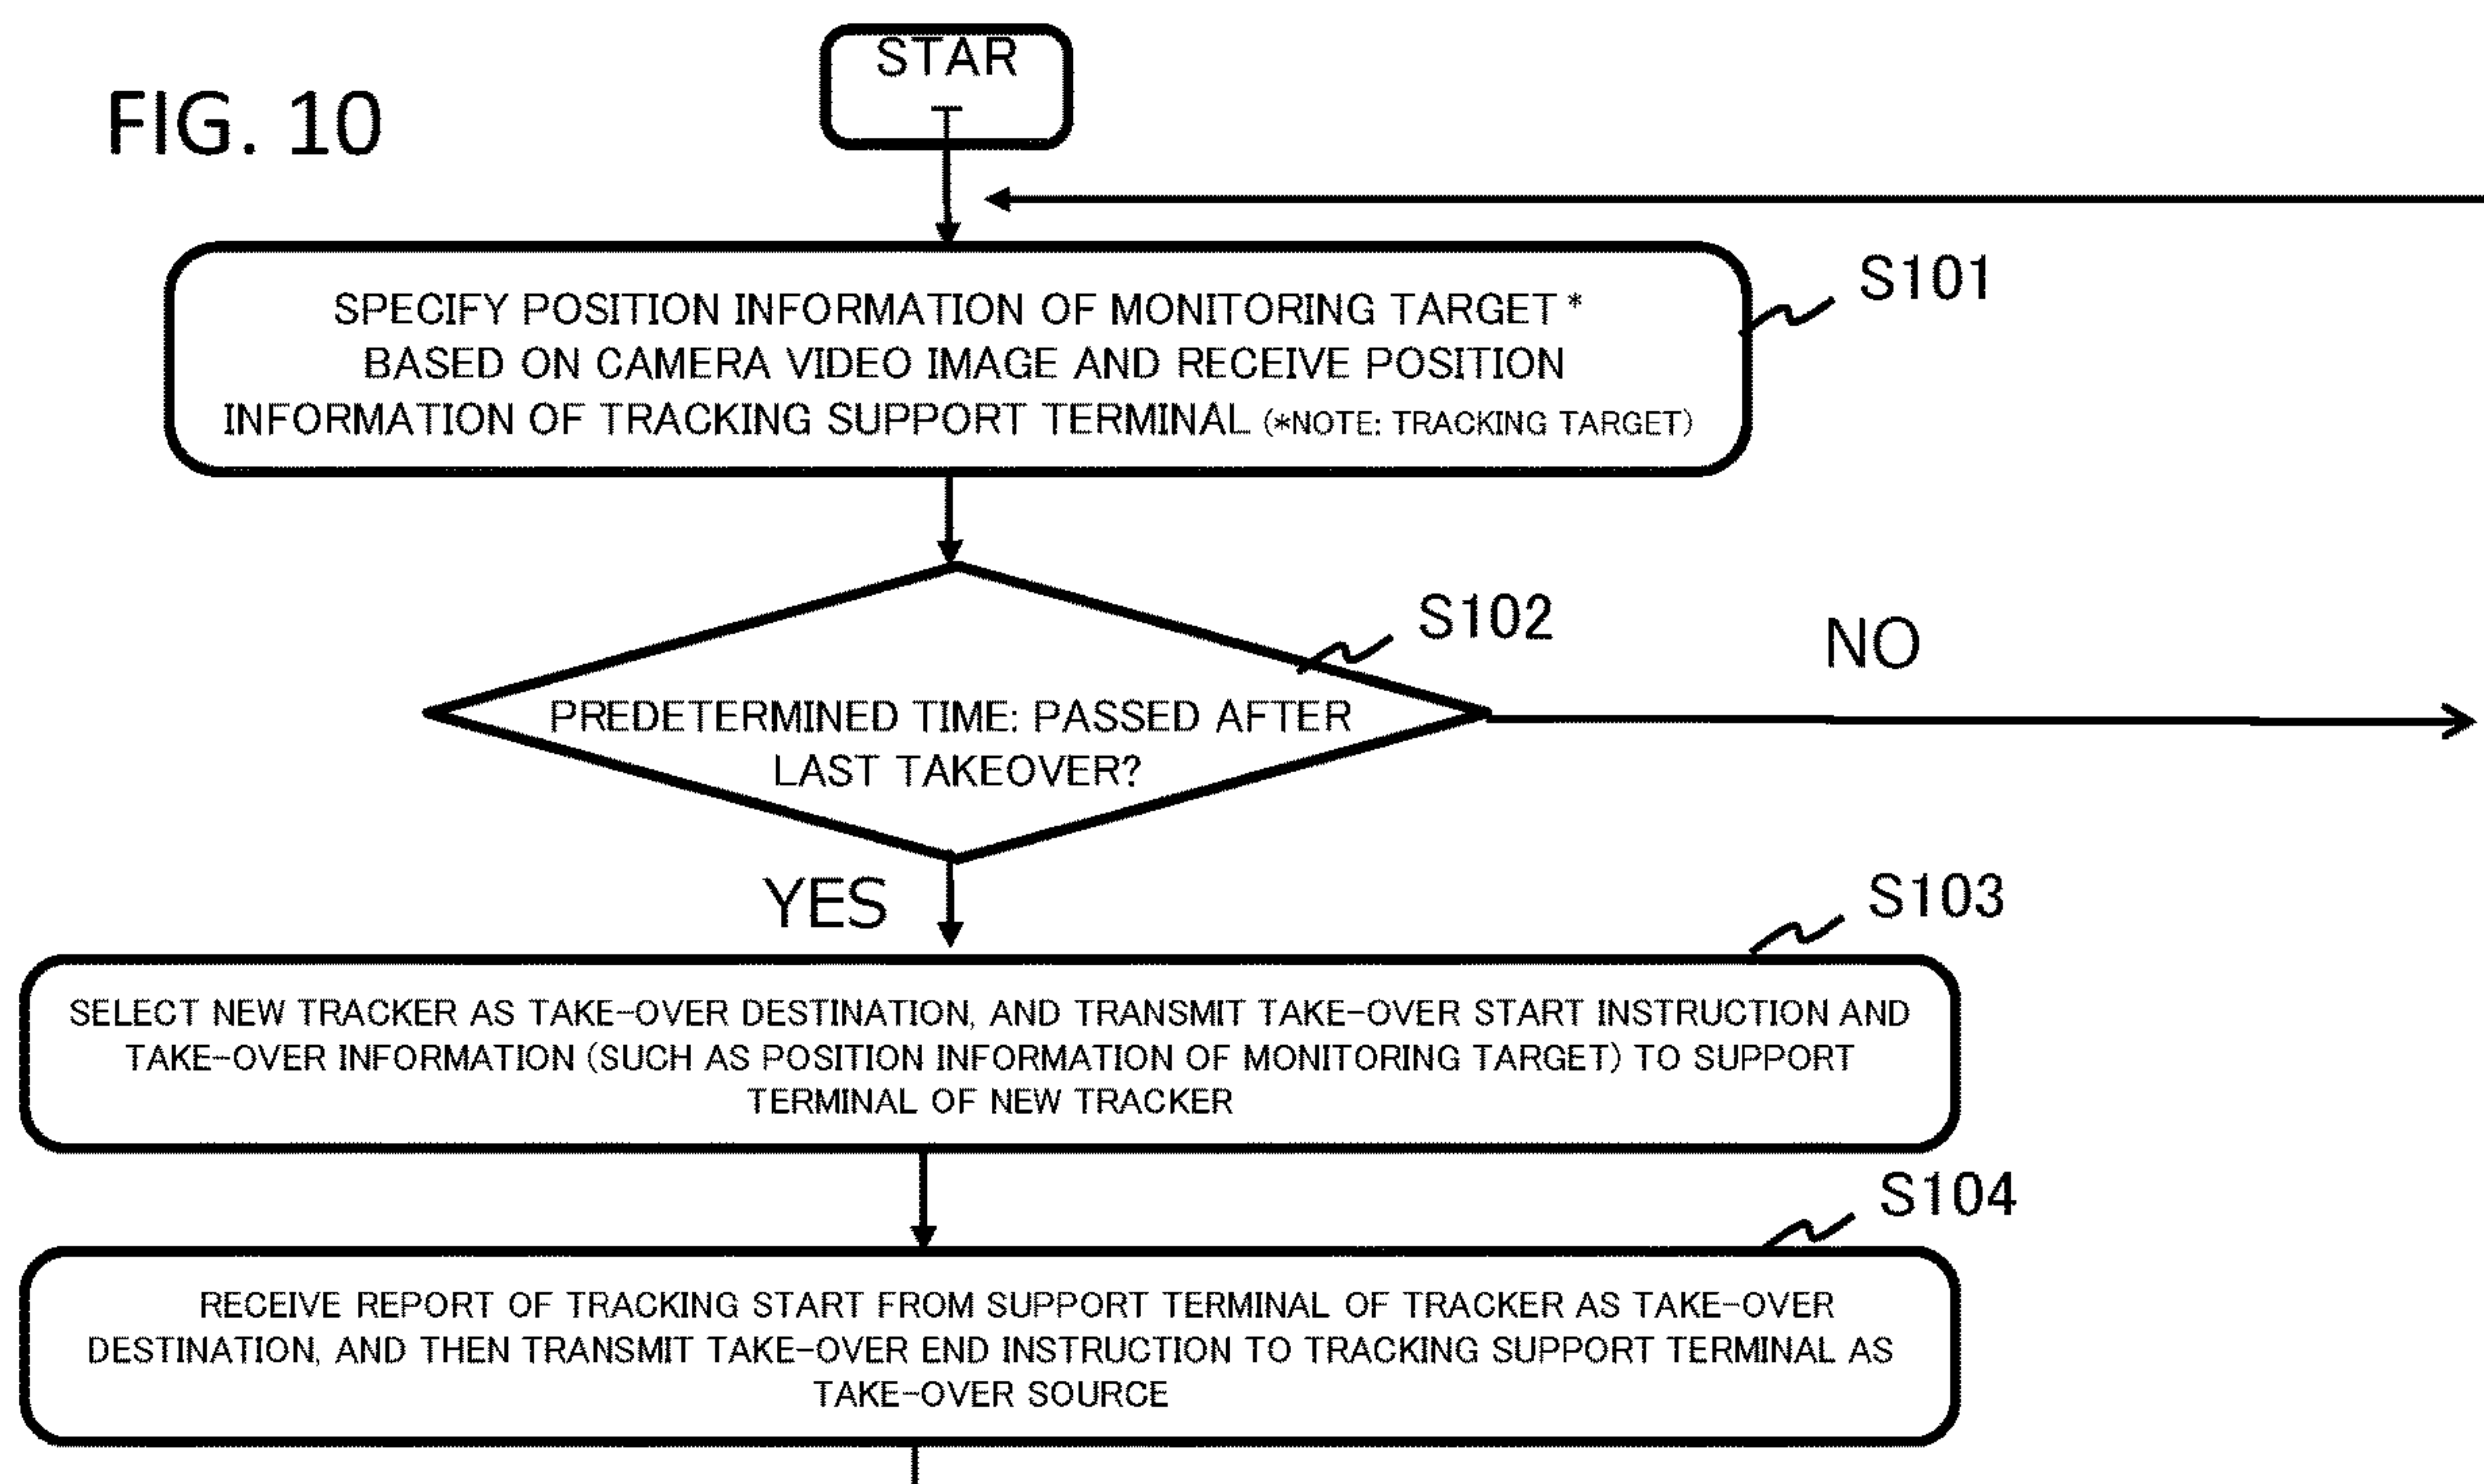 FIG. 10
STAR
T
SPECIFY POSITION INFORMATION OF MONITORING TARGET *
BASED ON CAMERA VIDEO IMAGE AND RECEIVE POSITION
INFORMATION OF TRACKING SUPPORT TERMINAL (*NOTE: TRACKING TARGET)
S101
S102
PREDETERMINED TIME: PASSED AFTER
LAST TAKEOVER?
NO
YES
S103
SELECT NEW TRACKER AS TAKE-OVER DESTINATION, AND TRANSMIT TAKE-OVER START INSTRUCTION AND
TAKE-OVER INFORMATION (SUCH AS POSITION INFORMATION OF MONITORING TARGET) TO SUPPORT
TERMINAL OF NEW TRACKER
S104
RECEIVE REPORT OF TRACKING START FROM SUPPORT TERMINAL OF TRACKER AS TAKE-OVER
DESTINATION, AND THEN TRANSMIT TAKE-OVER END INSTRUCTION TO TRACKING SUPPORT TERMINAL AS
TAKE-OVER SOURCE